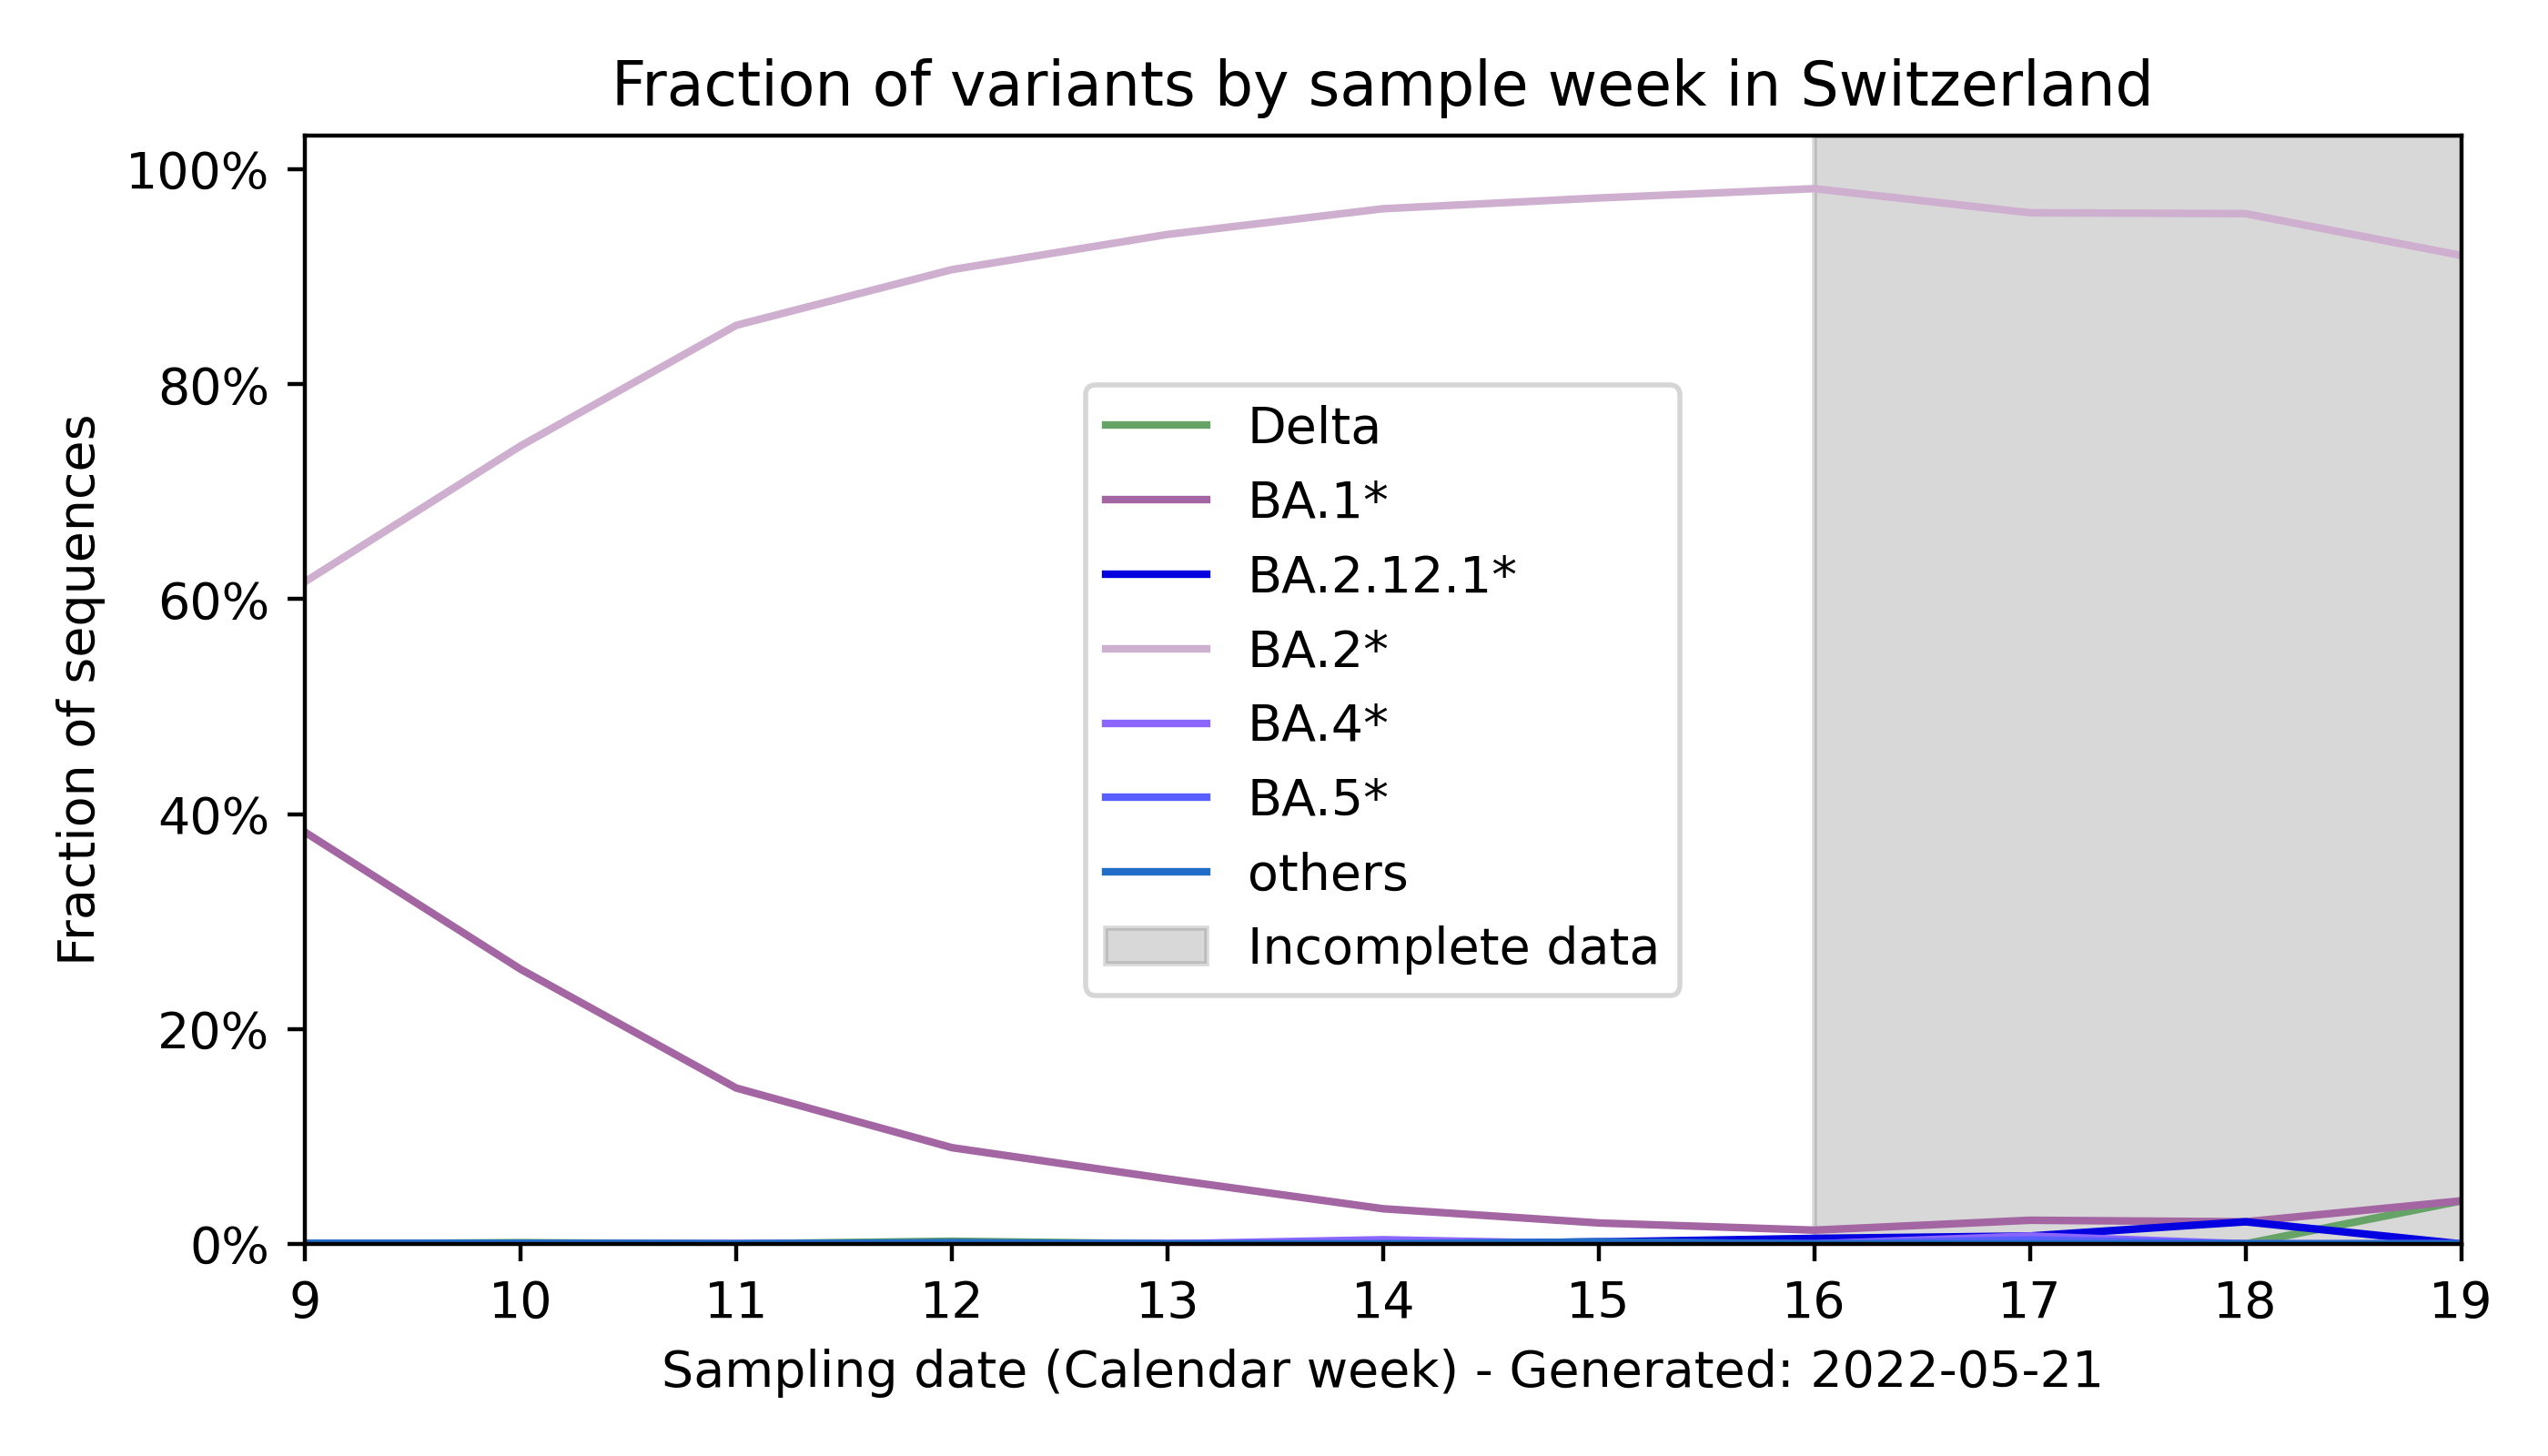 Fraction of variants by sample week in Switzerland
100%
80%
60%
40%
20%
0%
Fraction of sequences
Delta
BA.1*
BA.2.12.1*
BA.2*
BA.4*
BA.5*
others
Incomplete data
9 10 11 12 13 14 15 16 17 18 19
Sampling date (Calendar week) - Generated: 2022-05-21